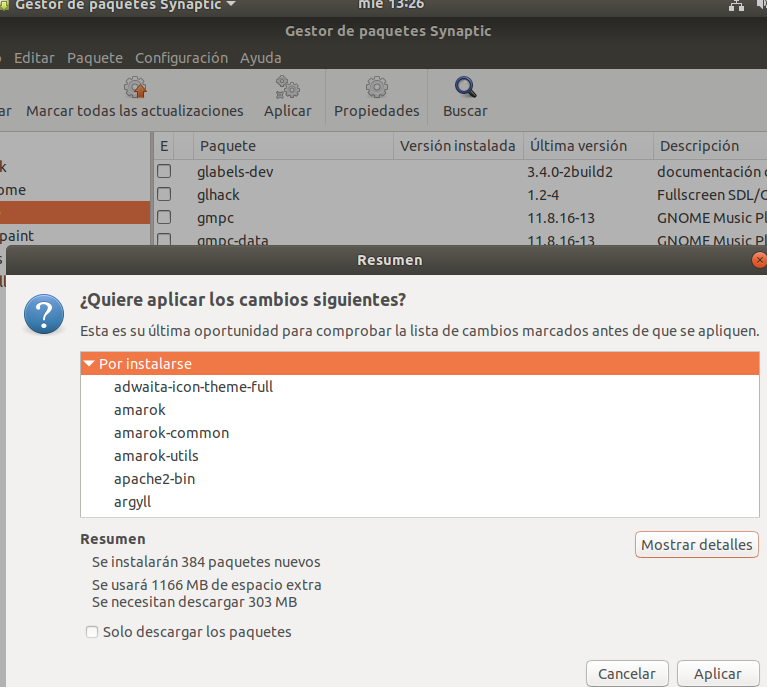 Gestor de paquetes Synaptic mié 13:26
Gestor de paquetes Synaptic
Editar Paquete Configuración Ayuda
Marcar todas las actualizaciones Aplicar Propiedades Buscar
E Paquete Versión instalada Última versión Descripción
glabels-dev 3.4.0-2build2 documentación
glhack 1.2-4 Fullscreen SDL/
gmpc 11.8.16-13 GNOME Music Pl
gmpc-data 11.8.16-13 GNOME Music Pl
paint
Resumen
¿Quiere aplicar los cambios siguientes?
Esta es su última oportunidad para comprobar la lista de cambios marcados antes de que se apliquen.
Por instalarse
adwaita-icon-theme-full
amarok
amarok-common
amarok-utils
apache2-bin
argyll
Resumen
Mostrar detalles
Se instalarán 384 paquetes nuevos
Se usará 1166 MB de espacio extra
Se necesitan descargar 303 MB
Solo descargar los paquetes
Cancelar Aplicar